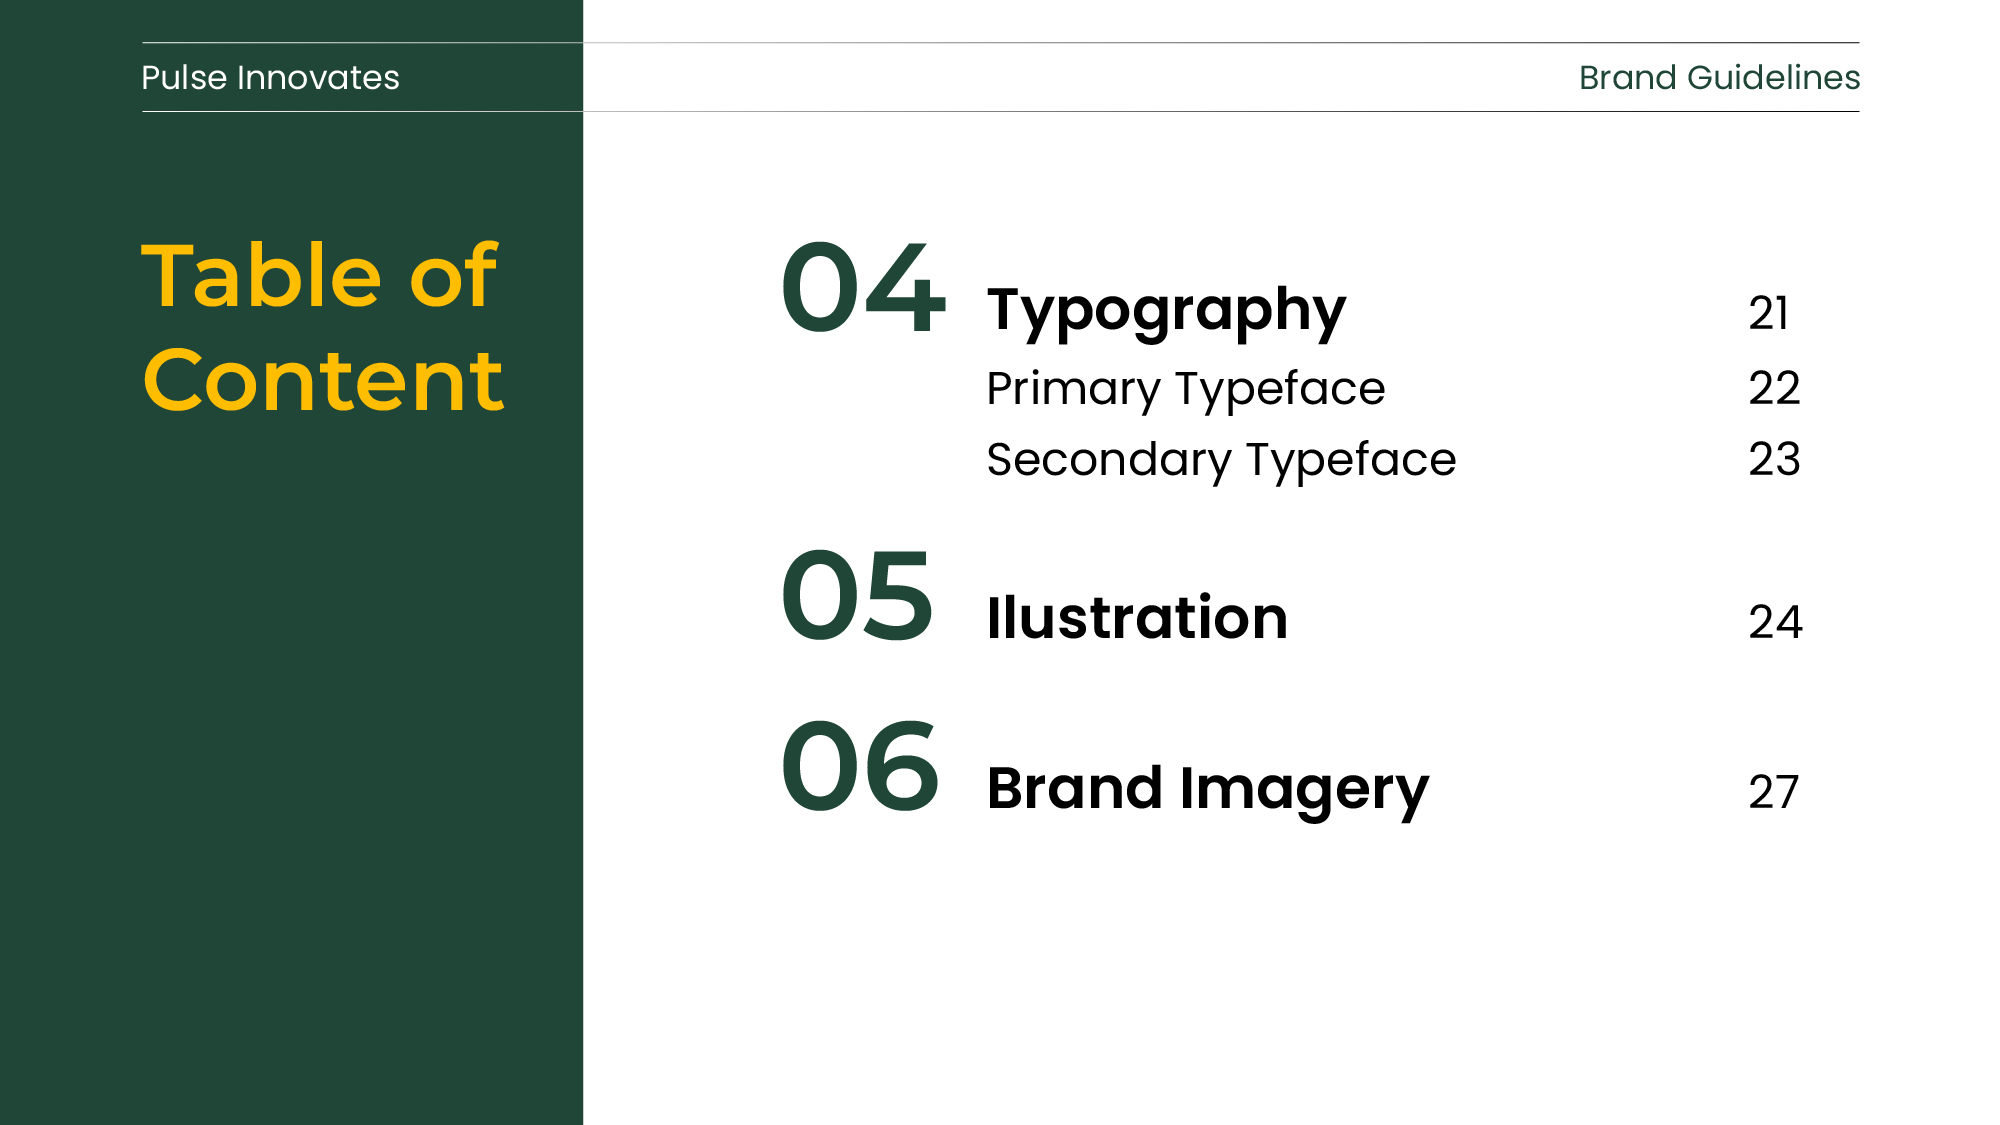 Pulse Innovates
Brand Guidelines
Table of
Content
04 Typography 21
Primary Typeface 22
Secondary Typeface 23
05 Ilustration 24
06 Brand Imagery 27